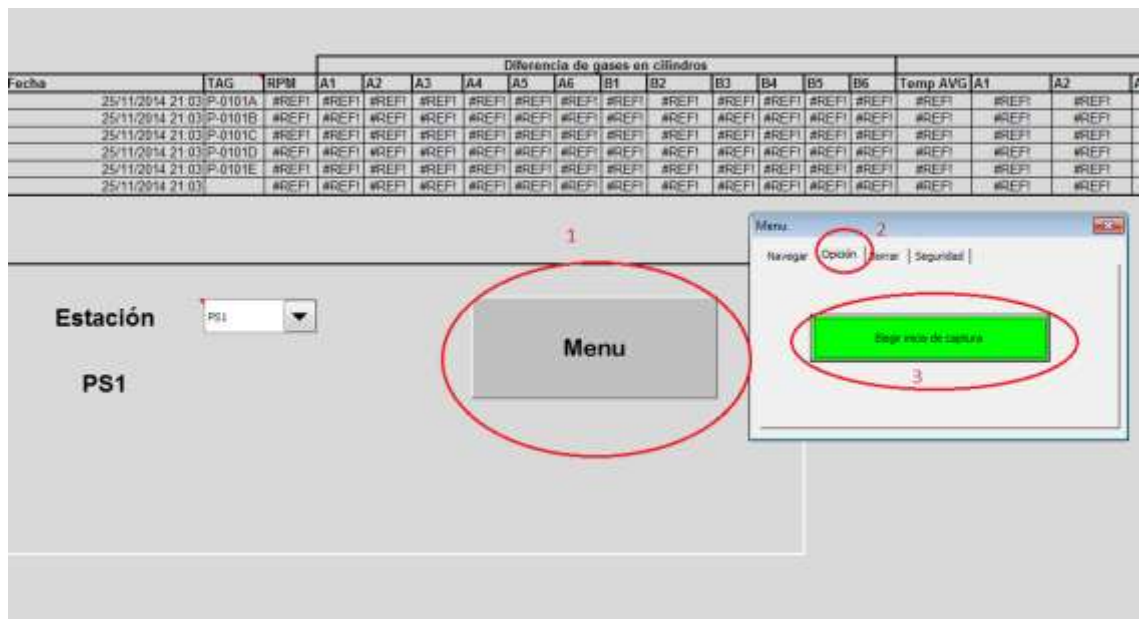 Diferencia de gases en cilindros
Fecha TAG RPM A1 A2 A3 A4 A5 A6 B1 B2 B3 B4 B5 B6 Temp AVG A1 A2
25/11/2014 21:03 P-0101A #REF! #REF! #REF! #REF! #REF! #REF! #REF! #REF! #REF! #REF! #REF! #REF! #REF! #REF! #REF! #REF!
25/11/2014 21:03 P-0101B #REF! #REF! #REF! #REF! #REF! #REF! #REF! #REF! #REF! #REF! #REF! #REF! #REF! #REF! #REF! #REF!
25/11/2014 21:03 P-0101C #REF! #REF! #REF! #REF! #REF! #REF! #REF! #REF! #REF! #REF! #REF! #REF! #REF! #REF! #REF! #REF!
25/11/2014 21:03 P-0101D #REF! #REF! #REF! #REF! #REF! #REF! #REF! #REF! #REF! #REF! #REF! #REF! #REF! #REF! #REF! #REF!
25/11/2014 21:03 P-0101E #REF! #REF! #REF! #REF! #REF! #REF! #REF! #REF! #REF! #REF! #REF! #REF! #REF! #REF! #REF! #REF!
25/11/2014 21:03 #REF! #REF! #REF! #REF! #REF! #REF! #REF! #REF! #REF! #REF! #REF! #REF! #REF! #REF! #REF! #REF!
1
Menu
2
Navegar Opción Borrar Seguridad
Estación PS1
Menu
Elegir inicio de captura
3
PS1